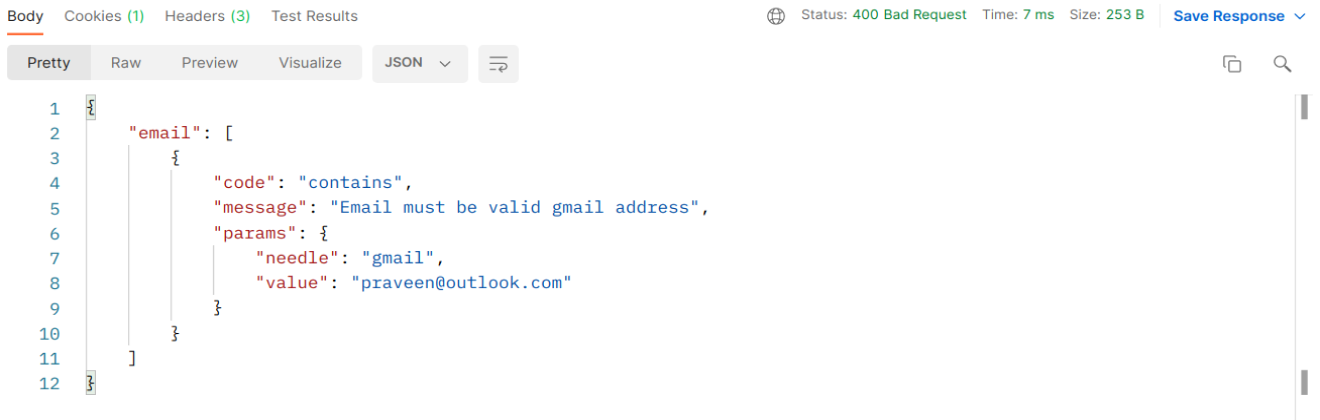 Body Cookies (1) Headers (3) Test Results Status: 400 Bad Request Time: 7 ms Size: 253 B Save Response
Pretty Raw Preview Visualize JSON
1 {
2 "email": [
3 {
4 "code": "contains",
5 "message": "Email must be valid gmail address",
6 "params": {
7 "needle": "gmail",
8 "value": "praveen@outlook.com"
9 }
10 }
11 ]
12 }